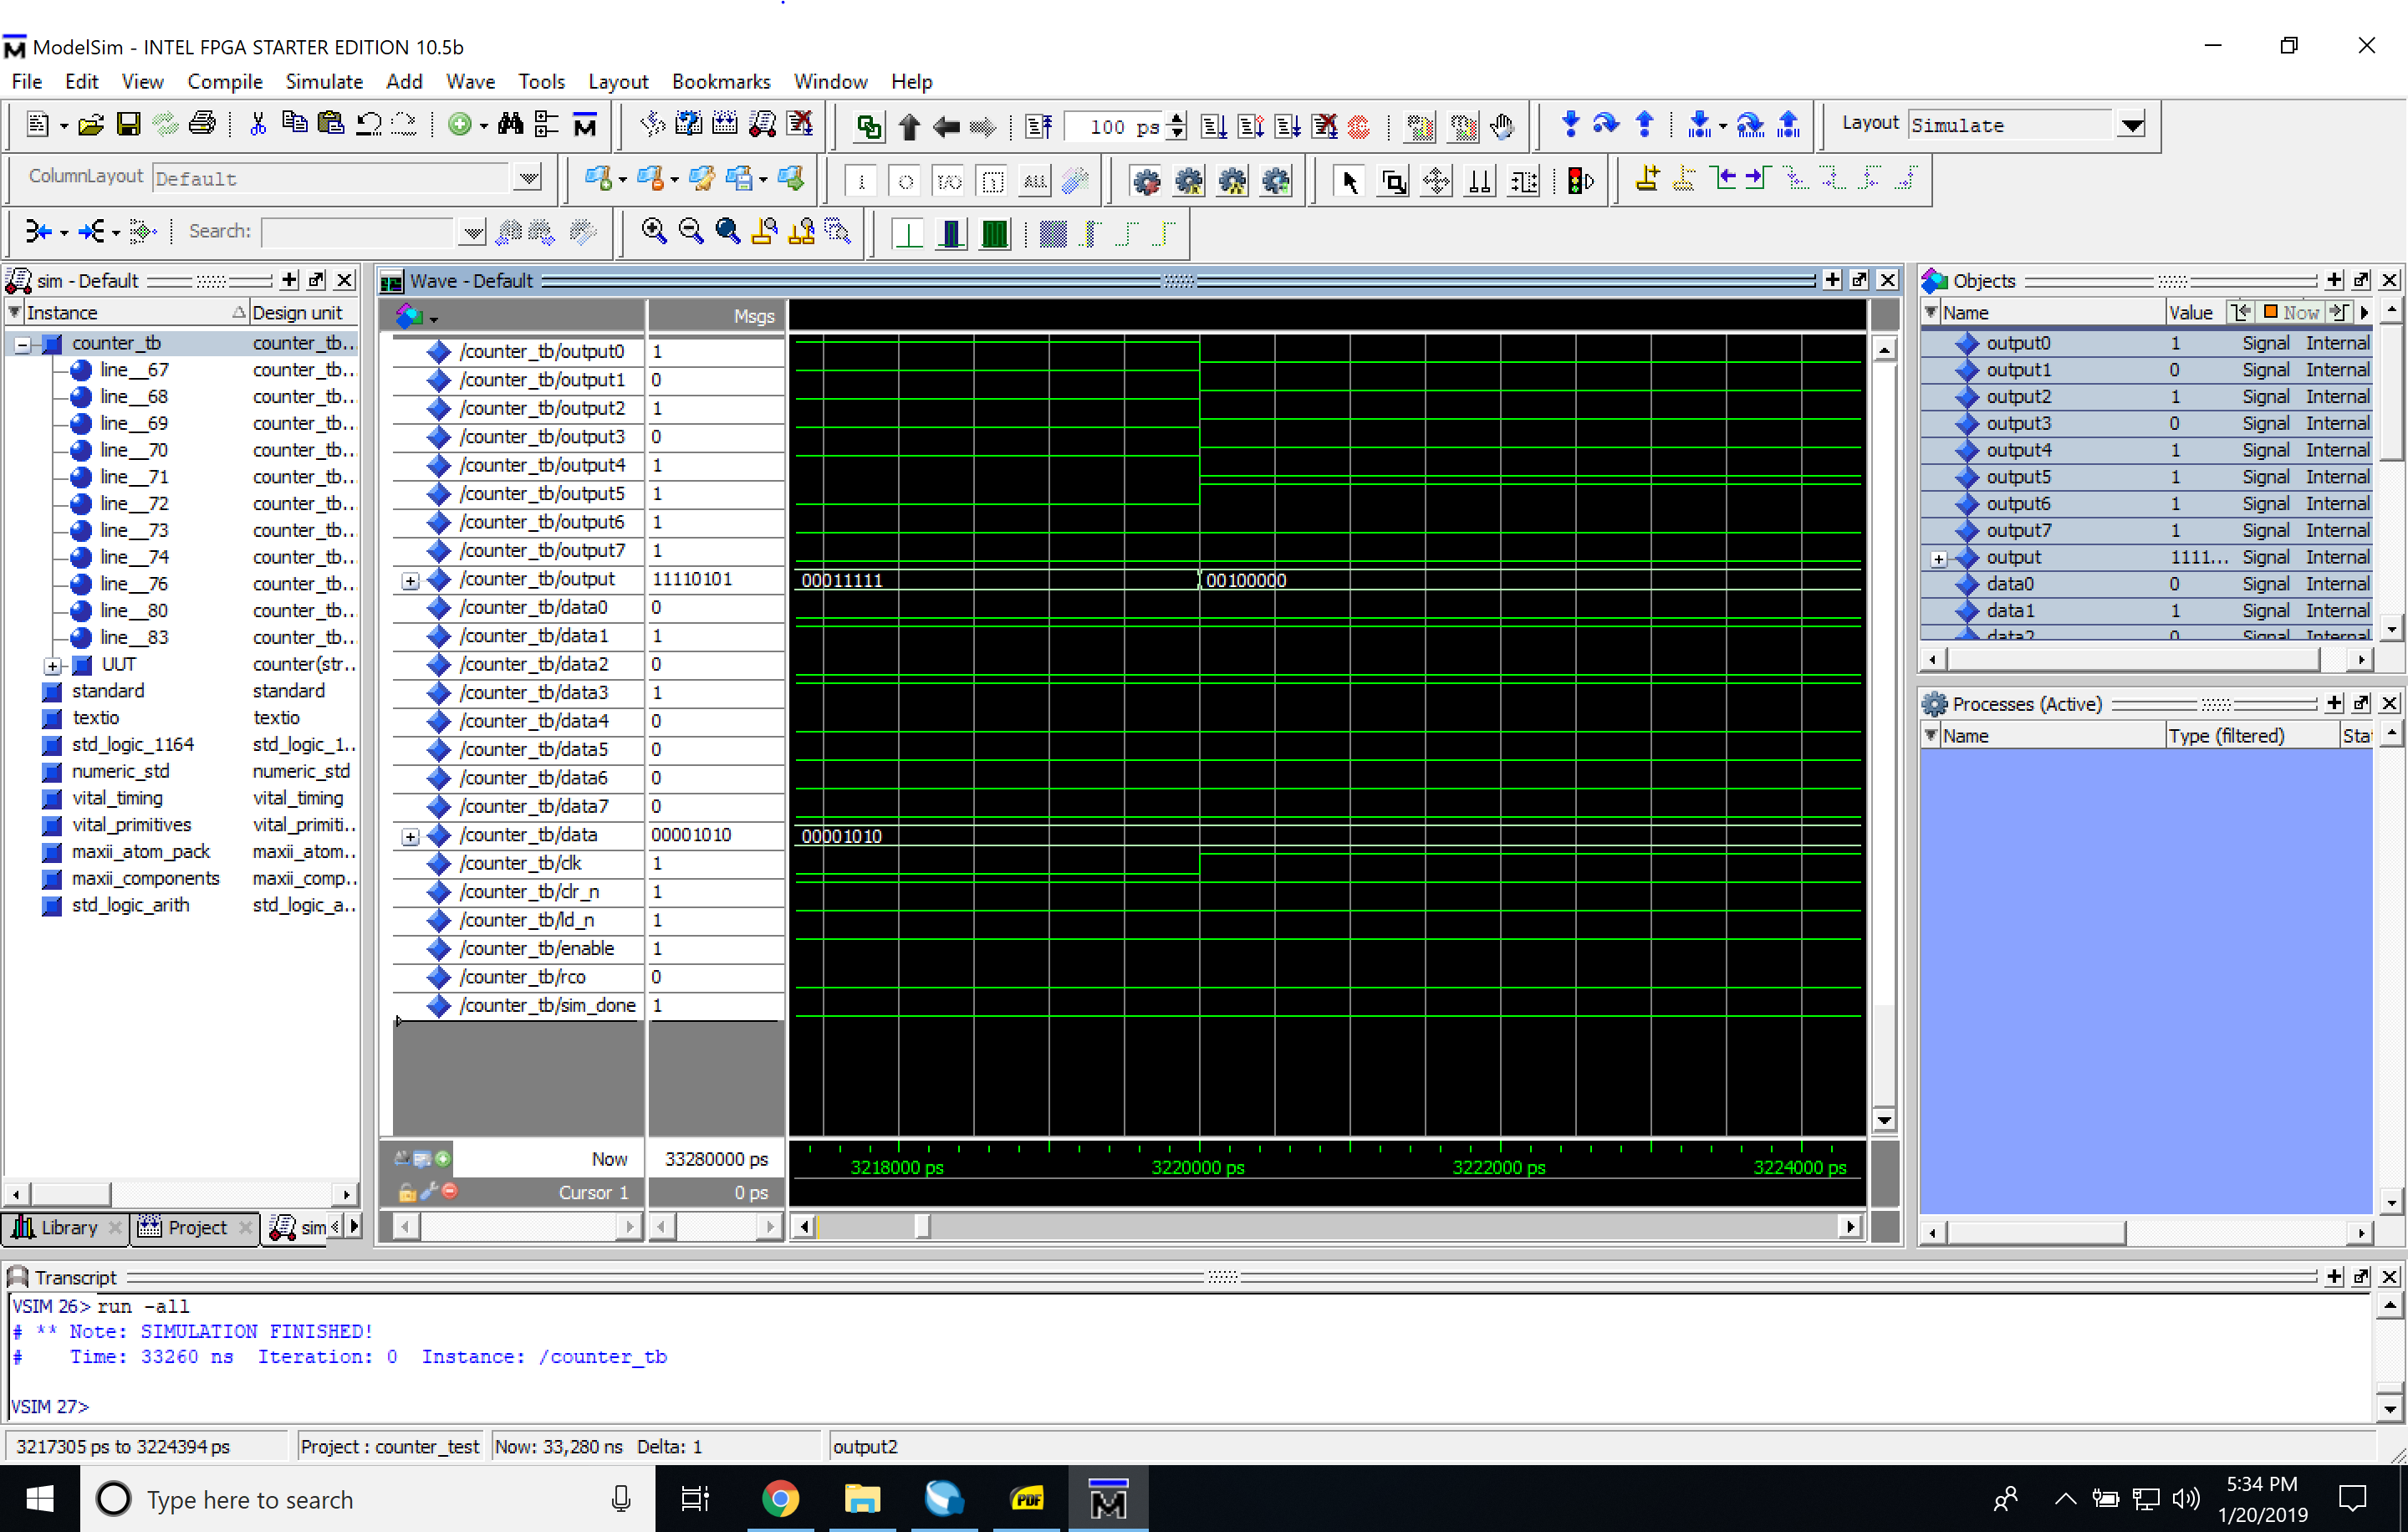 ModelSim - INTEL FPGA STARTER EDITION 10.5b
File Edit View Compile Simulate Add Wave Tools Layout Bookmarks Window Help
100 ps
Layout Simulate
ColumnLayout Default
Search:
sim - Default
Instance Design unit
counter_tb counter_tb...
line__67 counter_tb...
line__68 counter_tb...
line__69 counter_tb...
line__70 counter_tb...
line__71 counter_tb...
line__72 counter_tb...
line__73 counter_tb...
line__74 counter_tb...
line__76 counter_tb...
line__80 counter_tb...
line__83 counter_tb...
UUT counter(str...
standard standard
textio textio
std_logic_1164 std_logic_1...
numeric_std numeric_std
vital_timing vital_timing
vital_primitives vital_primiti...
maxii_atom_pack maxii_atom...
maxii_components maxii_comp...
std_logic_arith std_logic_a...
Library Project sim
Wave - Default
Msgs
/counter_tb/output0 1
/counter_tb/output1 0
/counter_tb/output2 1
/counter_tb/output3 0
/counter_tb/output4 1
/counter_tb/output5 1
/counter_tb/output6 1
/counter_tb/output7 1
/counter_tb/output 11110101 00011111 00100000
/counter_tb/data0 0
/counter_tb/data1 1
/counter_tb/data2 0
/counter_tb/data3 1
/counter_tb/data4 0
/counter_tb/data5 0
/counter_tb/data6 0
/counter_tb/data7 0
/counter_tb/data 00001010 00001010
/counter_tb/clk 1
/counter_tb/clr_n 1
/counter_tb/ld_n 1
/counter_tb/enable 1
/counter_tb/rco 0
/counter_tb/sim_done 1
Now 33280000 ps 3218000 ps 3220000 ps 3222000 ps 3224000 ps
Cursor 1 0 ps
Objects
Name Value Now
output0 1 Signal Internal
output1 0 Signal Internal
output2 1 Signal Internal
output3 0 Signal Internal
output4 1 Signal Internal
output5 1 Signal Internal
output6 1 Signal Internal
output7 1 Signal Internal
output 1111... Signal Internal
data0 0 Signal Internal
data1 1 Signal Internal
data2 0 Signal Internal
Processes (Active)
Name Type (filtered) Stat
Transcript
VSIM 26> run -all
# ** Note: SIMULATION FINISHED!
# Time: 33260 ns Iteration: 0 Instance: /counter_tb
VSIM 27>
3217305 ps to 3224394 ps Project : counter_test Now: 33,280 ns Delta: 1 output2
Type here to search
PDF
5:34 PM
1/20/2019